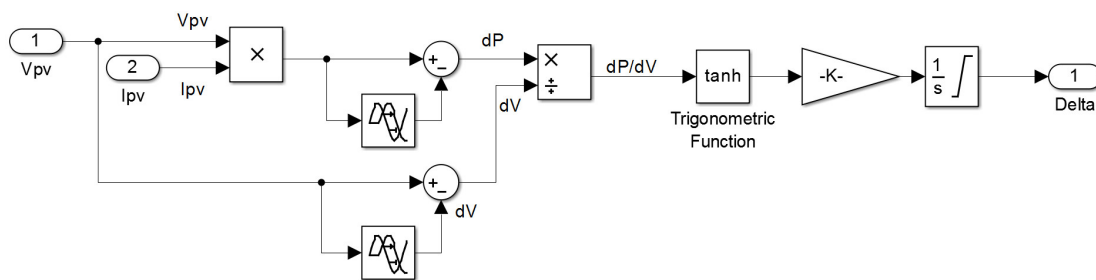 1
Vpv
Vpv
2
Ipv
Ipv
×
+
−
dP
dV
×
÷
dP/dV
tanh
Trigonometric
Function
-K-
1
s
1
Delta
+
−
dV